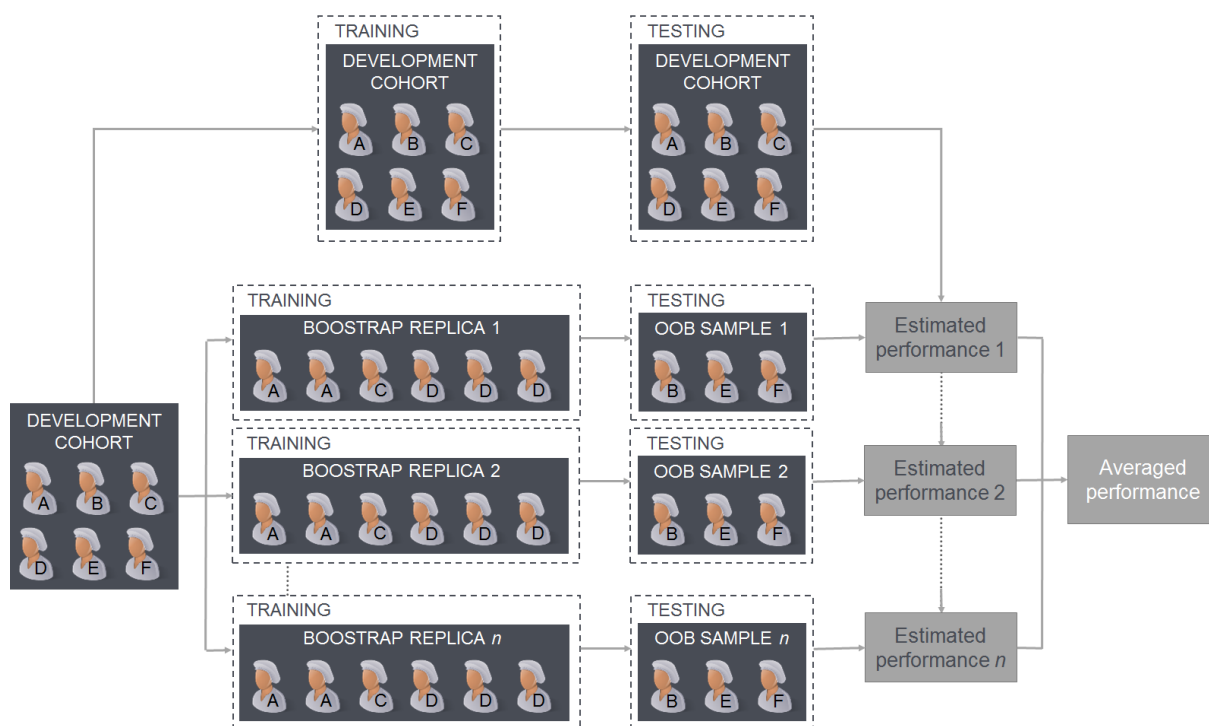 TRAINING
DEVELOPMENT
COHORT
A B C
D E F
TESTING
DEVELOPMENT
COHORT
A B C
D E F
TRAINING
BOOSTRAP REPLICA 1
A A C D D D
TESTING
OOB SAMPLE 1
B E F
Estimated
performance 1
DEVELOPMENT
COHORT
A B C
D E F
TRAINING
BOOSTRAP REPLICA 2
A A C D D D
TESTING
OOB SAMPLE 2
B E F
Estimated
performance 2
Averaged
performance
TRAINING
BOOSTRAP REPLICA n
A A C D D D
TESTING
OOB SAMPLE n
B E F
Estimated
performance n